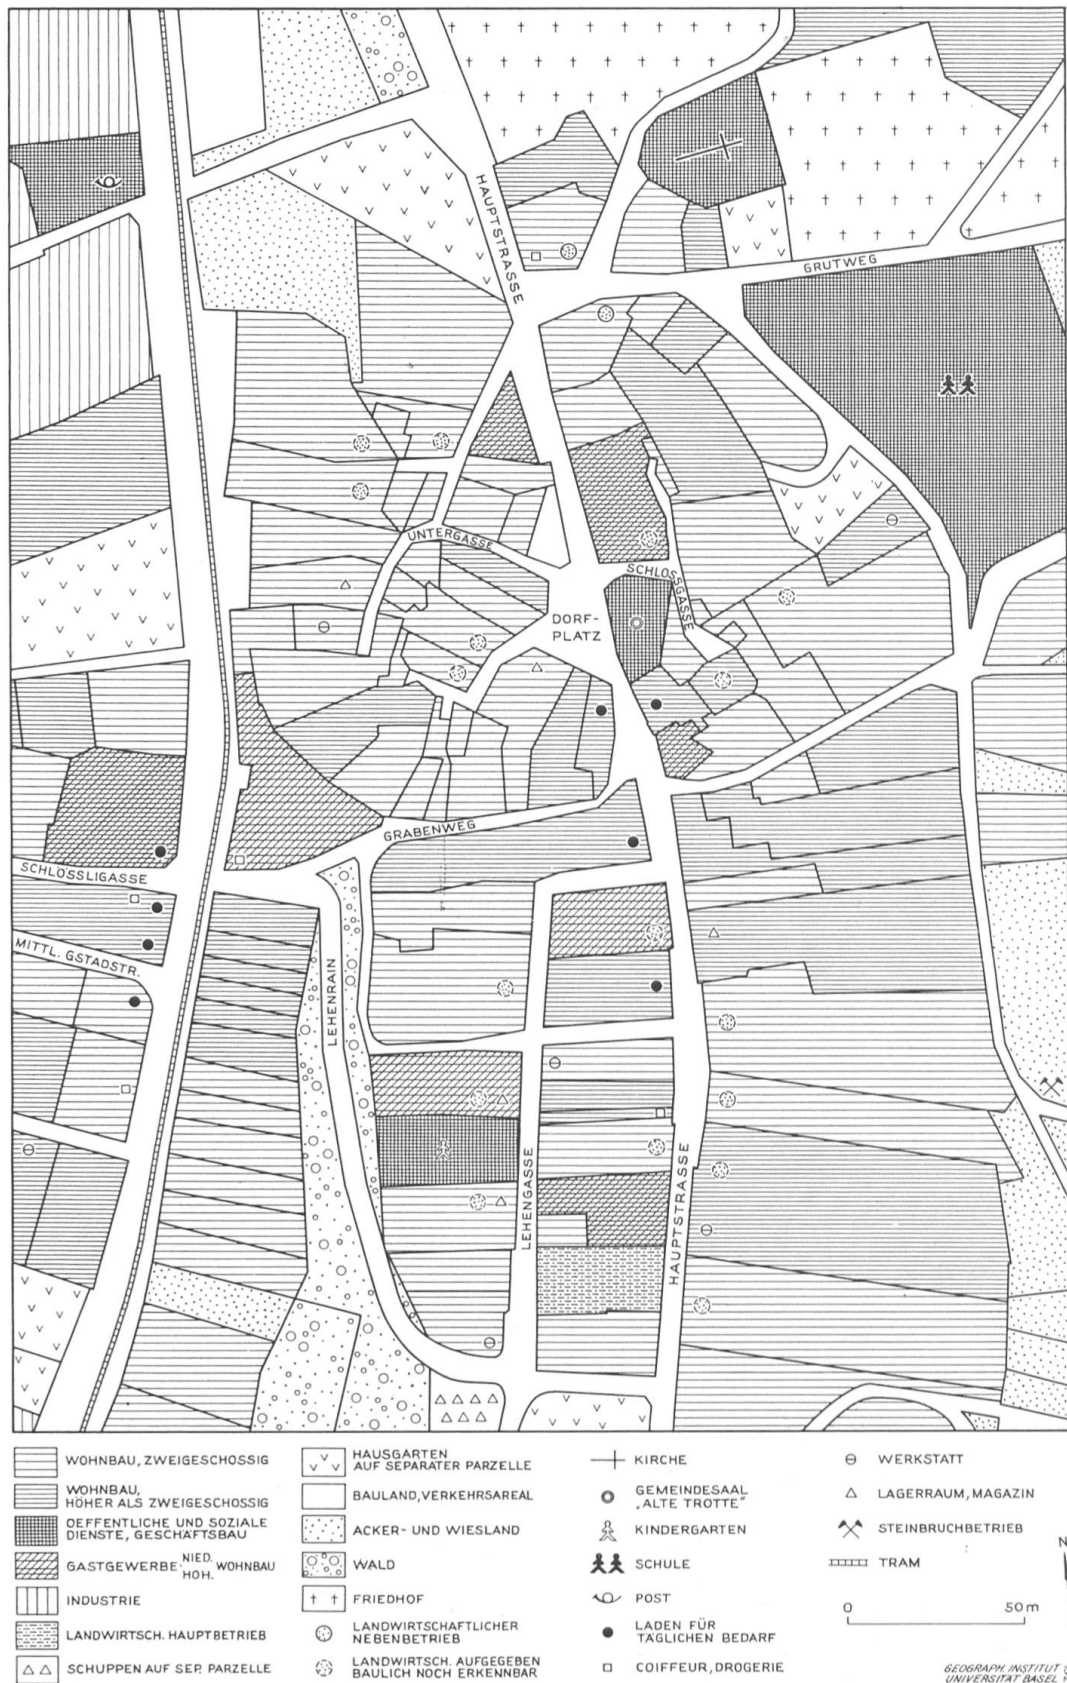 HAUPTSTRASSE
GRUTWEG
UNTERGASSE
SCHLOSSGASSE
DORF-
PLATZ
GRABENWEG
SCHLÖSSLIGASSE
MITTL. GSTADSTR.
LEHENRAIN
LEHENGASSE
HAUPTSTRASSE
WOHNBAU, ZWEIGESCHOSSIG
WOHNBAU,
HÖHER ALS ZWEIGESCHOSSIG
OEFFENTLICHE UND SOZIALE
DIENSTE, GESCHÄFTSBAU
GASTGEWERBE· NIED. HÖH. WOHNBAU
INDUSTRIE
LANDWIRTSCH. HAUPTBETRIEB
SCHUPPEN AUF SEP. PARZELLE
HAUSGARTEN
AUF SEPARATER PARZELLE
BAULAND, VERKEHRSAREAL
ACKER- UND WIESLAND
WALD
FRIEDHOF
LANDWIRTSCHAFTLICHER
NEBENBETRIEB
LANDWIRTSCH. AUFGEGEBEN
BAULICH NOCH ERKENNBAR
KIRCHE
GEMEINDESAAL
„ALTE TROTTE"
KINDERGARTEN
SCHULE
POST
LADEN FÜR
TÄGLICHEN BEDARF
COIFFEUR, DROGERIE
WERKSTATT
LAGERRAUM, MAGAZIN
STEINBRUCHBETRIEB
TRAM
N
0 50 m
GEOGRAPH. INSTITUT
UNIVERSITÄT BASEL